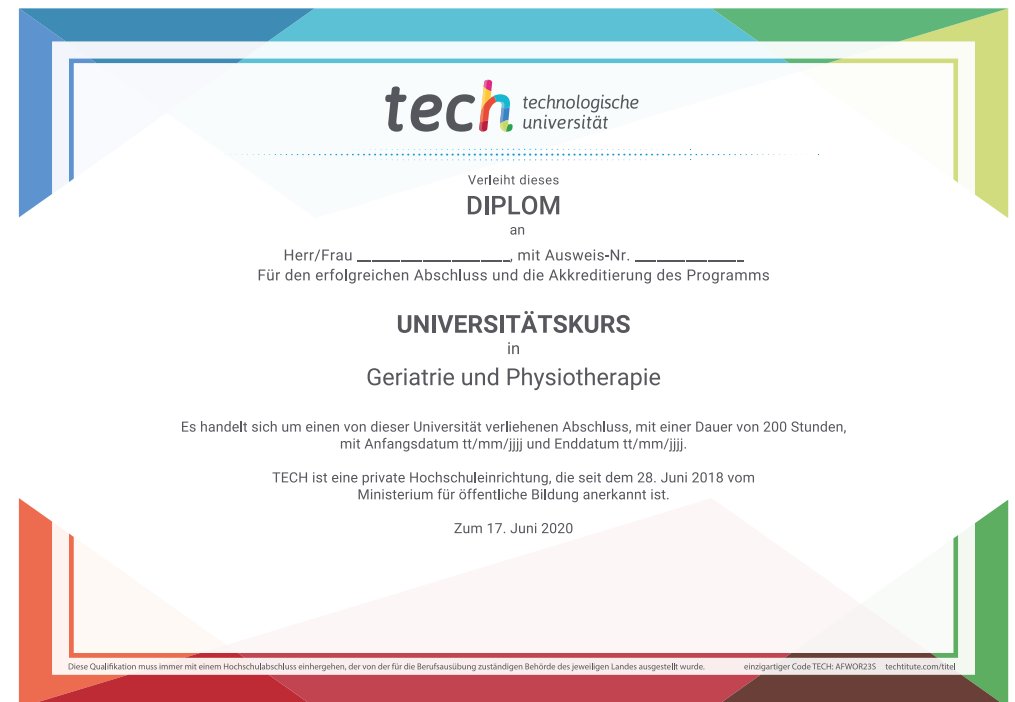 tech technologische
universität
Verleiht dieses
DIPLOM
an
Herr/Frau ____________________, mit Ausweis-Nr. ______________
Für den erfolgreichen Abschluss und die Akkreditierung des Programms
UNIVERSITÄTSKURS
in
Geriatrie und Physiotherapie
Es handelt sich um einen von dieser Universität verliehenen Abschluss, mit einer Dauer von 200 Stunden,
mit Anfangsdatum tt/mm/jjjj und Enddatum tt/mm/jjjj.
TECH ist eine private Hochschuleinrichtung, die seit dem 28. Juni 2018 vom
Ministerium für öffentliche Bildung anerkannt ist.
Zum 17. Juni 2020
Diese Qualifikation muss immer mit einem Hochschulabschluss einhergehen, der von der für die Berufsausübung zuständigen Behörde des jeweiligen Landes ausgestellt wurde. einzigartiger Code TECH: AFWOR23S techtitute.com/titel